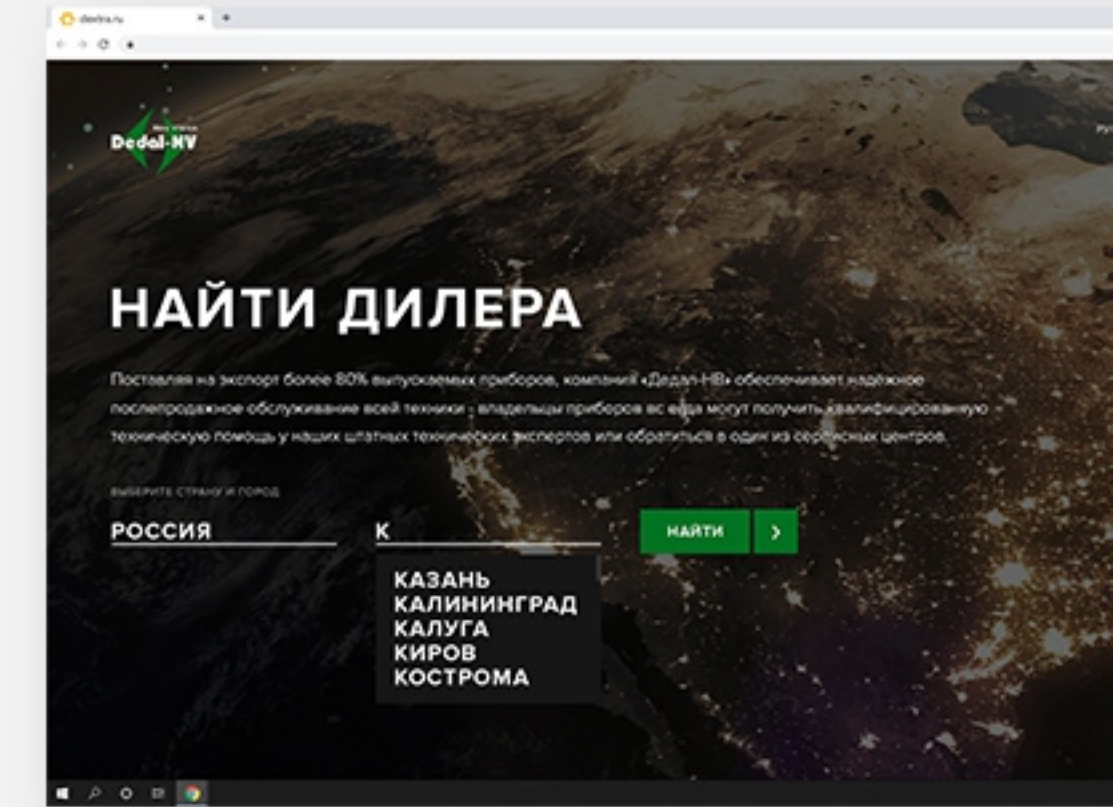 dextra.ru
Dedal-NV
НАЙТИ ДИЛЕРА
Поставляя на экспорт более 80% выпускаемых приборов, компания «Дедал-НВ» обеспечивает надёжное
послепродажное обслуживание всей техники - владельцы приборов могут получить квалифицированную
техническую помощь у наших штатных технических экспертов или обратиться в один из сервисных центров.
ВЫБЕРИТЕ СТРАНУ И ГОРОД
РОССИЯ
К
НАЙТИ
КАЗАНЬ
КАЛИНИНГРАД
КАЛУГА
КИРОВ
КОСТРОМА